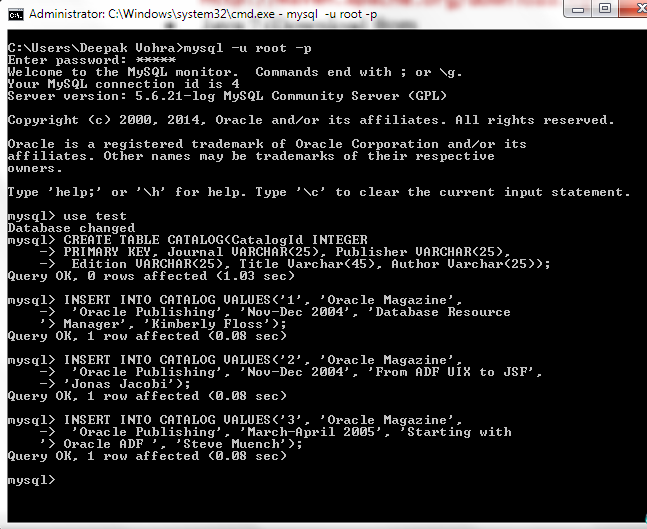 Administrator: C:\Windows\system32\cmd.exe - mysql -u root -p
C:\Users\Deepak Vohra>mysql -u root -p
Enter password: *****
Welcome to the MySQL monitor.  Commands end with ; or \g.
Your MySQL connection id is 4
Server version: 5.6.21-log MySQL Community Server (GPL)
Copyright (c) 2000, 2014, Oracle and/or its affiliates. All rights reserved.
Oracle is a registered trademark of Oracle Corporation and/or its
affiliates. Other names may be trademarks of their respective
owners.
Type 'help;' or '\h' for help. Type '\c' to clear the current input statement.
mysql> use test
Database changed
mysql> CREATE TABLE CATALOG(CatalogId INTEGER
    -> PRIMARY KEY, Journal VARCHAR(25), Publisher VARCHAR(25),
    ->  Edition VARCHAR(25), Title Varchar(45), Author Varchar(25));
Query OK, 0 rows affected (1.03 sec)
mysql> INSERT INTO CATALOG VALUES('1', 'Oracle Magazine',
    ->  'Oracle Publishing', 'Nov-Dec 2004', 'Database Resource
    '> Manager', 'Kimberly Floss');
Query OK, 1 row affected (0.08 sec)
mysql> INSERT INTO CATALOG VALUES('2', 'Oracle Magazine',
    ->  'Oracle Publishing', 'Nov-Dec 2004', 'From ADF UIX to JSF',
    -> 'Jonas Jacobi');
Query OK, 1 row affected (0.08 sec)
mysql> INSERT INTO CATALOG VALUES('3', 'Oracle Magazine',
    ->  'Oracle Publishing', 'March-April 2005', 'Starting with
    '> Oracle ADF ', 'Steve Muench');
Query OK, 1 row affected (0.08 sec)
mysql>